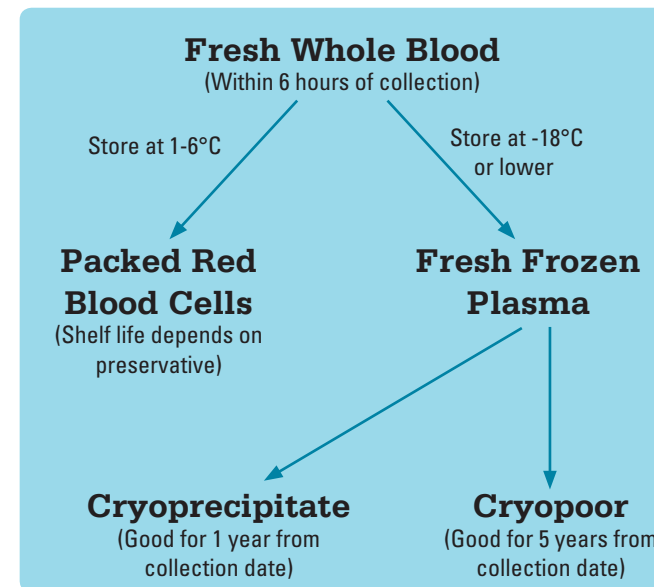 Fresh Whole Blood
(Within 6 hours of collection)
Store at 1-6°C
Store at -18°C
or lower
Packed Red
Blood Cells
(Shelf life depends on
preservative)
Fresh Frozen
Plasma
Cryoprecipitate
(Good for 1 year from
collection date)
Cryopoor
(Good for 5 years from
collection date)